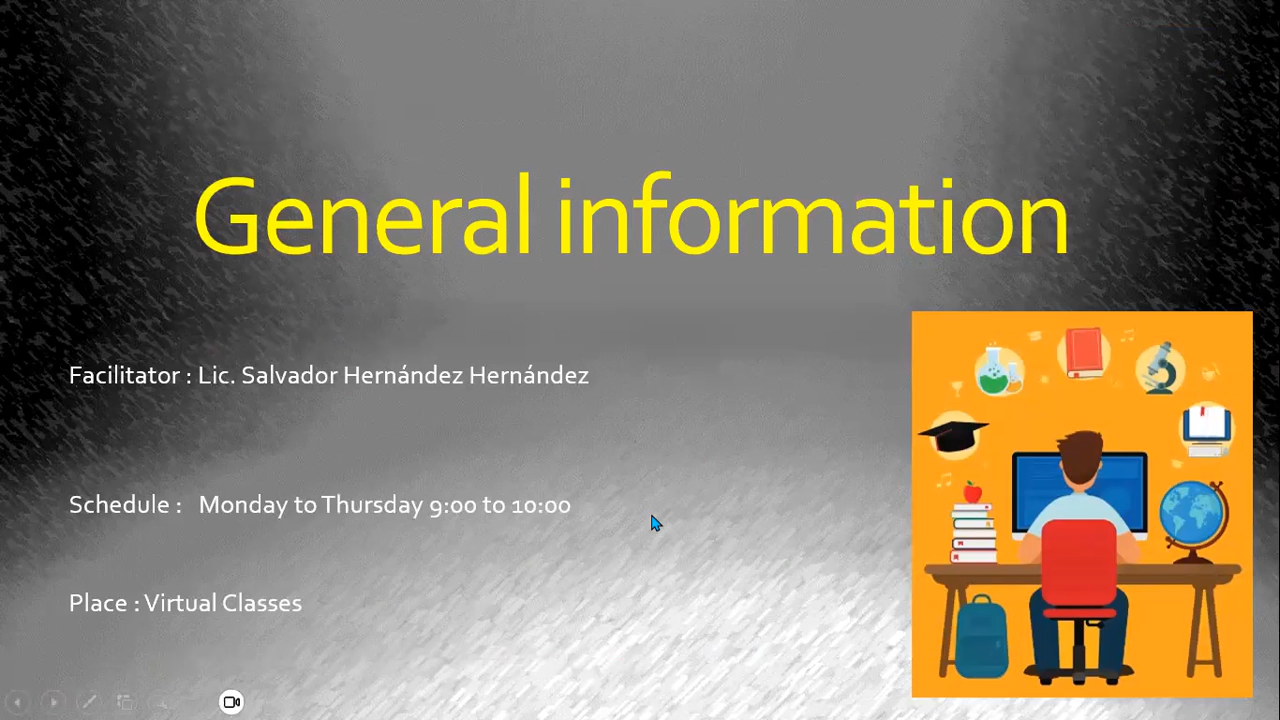 General information
Facilitator : Lic. Salvador Hernández Hernández
Schedule : Monday to Thursday 9:00 to 10:00
Place : Virtual Classes